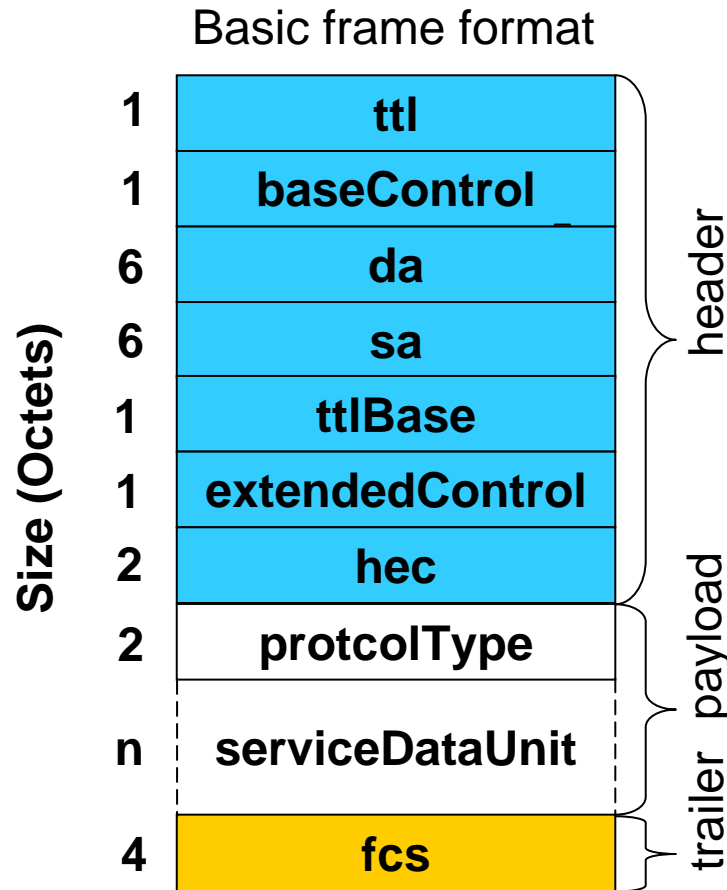 Basic frame format
1 ttl
1 baseControl_
6 da
6 sa
1 ttlBase
1 extendedControl
2 hec
2 protcolType
n serviceDataUnit
4 fcs
Size (Octets)
header
payload
trailer